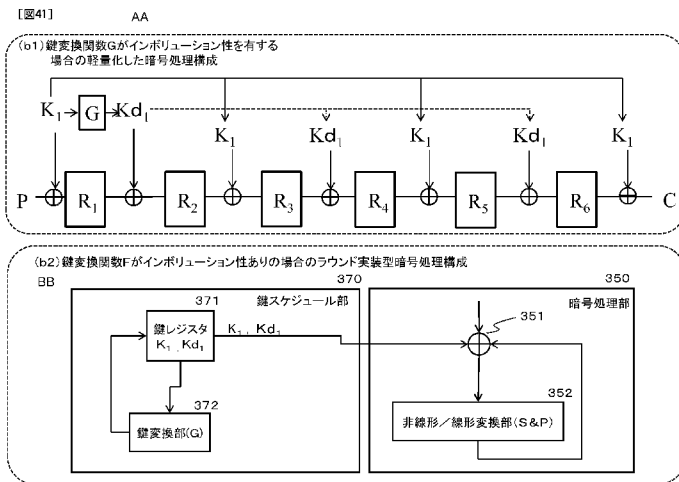 [図41]
AA
(b1)鍵変換関数Gがインボリューション性を有する
場合の軽量化した暗号処理構成
K1 G Kd1
K1 Kd1 K1 Kd1 K1
P R1 R2 R3 R4 R5 R6 C
(b2)鍵変換関数Fがインボリューション性ありの場合のラウンド実装型暗号処理構成
BB
370
350
371
鍵スケジュール部
暗号処理部
鍵レジスタ
K1 , Kd1
K1 , Kd1
351
372
鍵変換部(G)
352
非線形/線形変換部(S&P)